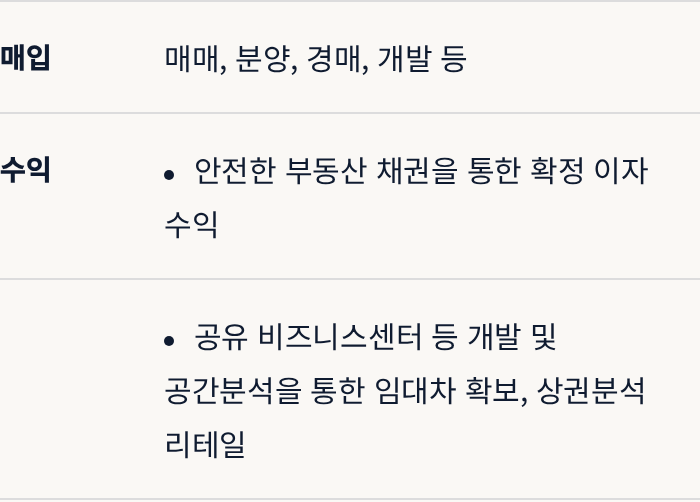 매입 매매, 분양, 경매, 개발 등
수익 • 안전한 부동산 채권을 통한 확정 이자
수익
• 공유 비즈니스센터 등 개발 및
공간분석을 통한 임대차 확보, 상권분석
리테일